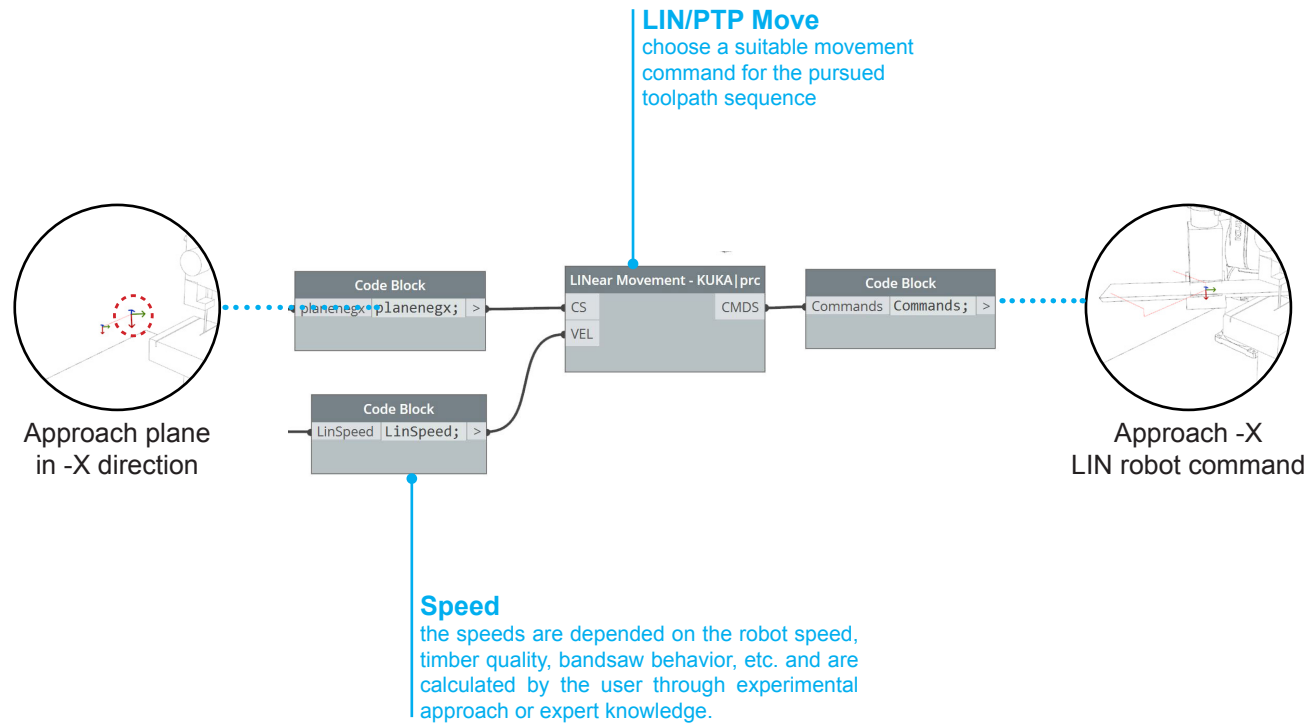 LIN/PTP Move
choose a suitable movement
command for the pursued
toolpath sequence
Code Block
planenegx planenegx; >
LINear Movement - KUKA|prc
CS CMDS
VEL
Code Block
Commands Commands; >
Code Block
LinSpeed LinSpeed; >
Approach plane
in -X direction
Approach -X
LIN robot command
Speed
the speeds are depended on the robot speed,
timber quality, bandsaw behavior, etc. and are
calculated by the user through experimental
approach or expert knowledge.